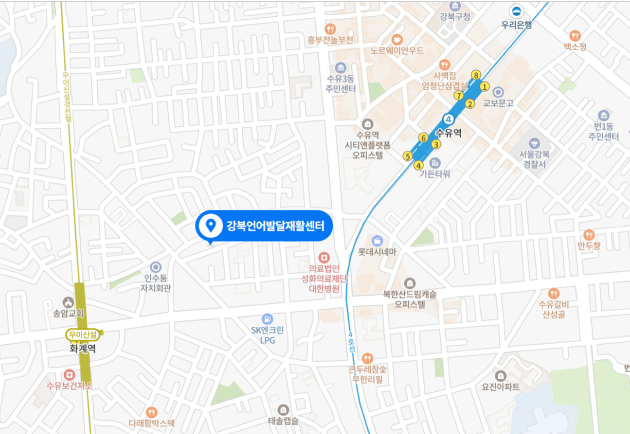 강북구청
우리은행
흥부전놀부전
노르웨이안우드
백소정
사백집
엄청난삼겹살
수유3동
주민센터
8
1
7
2
교보문고
4
수유역
번1동
주민센터
수유역
시티앤플랫폼
오피스텔
6
3
5
4
서울강북
경찰서
가든타워
우이신설경전철
강북언어발달재활센터
만두향
롯데시네마
의료법인
성화의료재단
대한병원
인수동
자치회관
북한산드림캐슬
오피스텔
수유갈비
산성골
송암교회
SK엔크린
LPG
우이신설
화계역
4호선
큰두레참숯
무한리필
수유보건지소
요진아파트
다래함박스텍
태솔캡슬
번